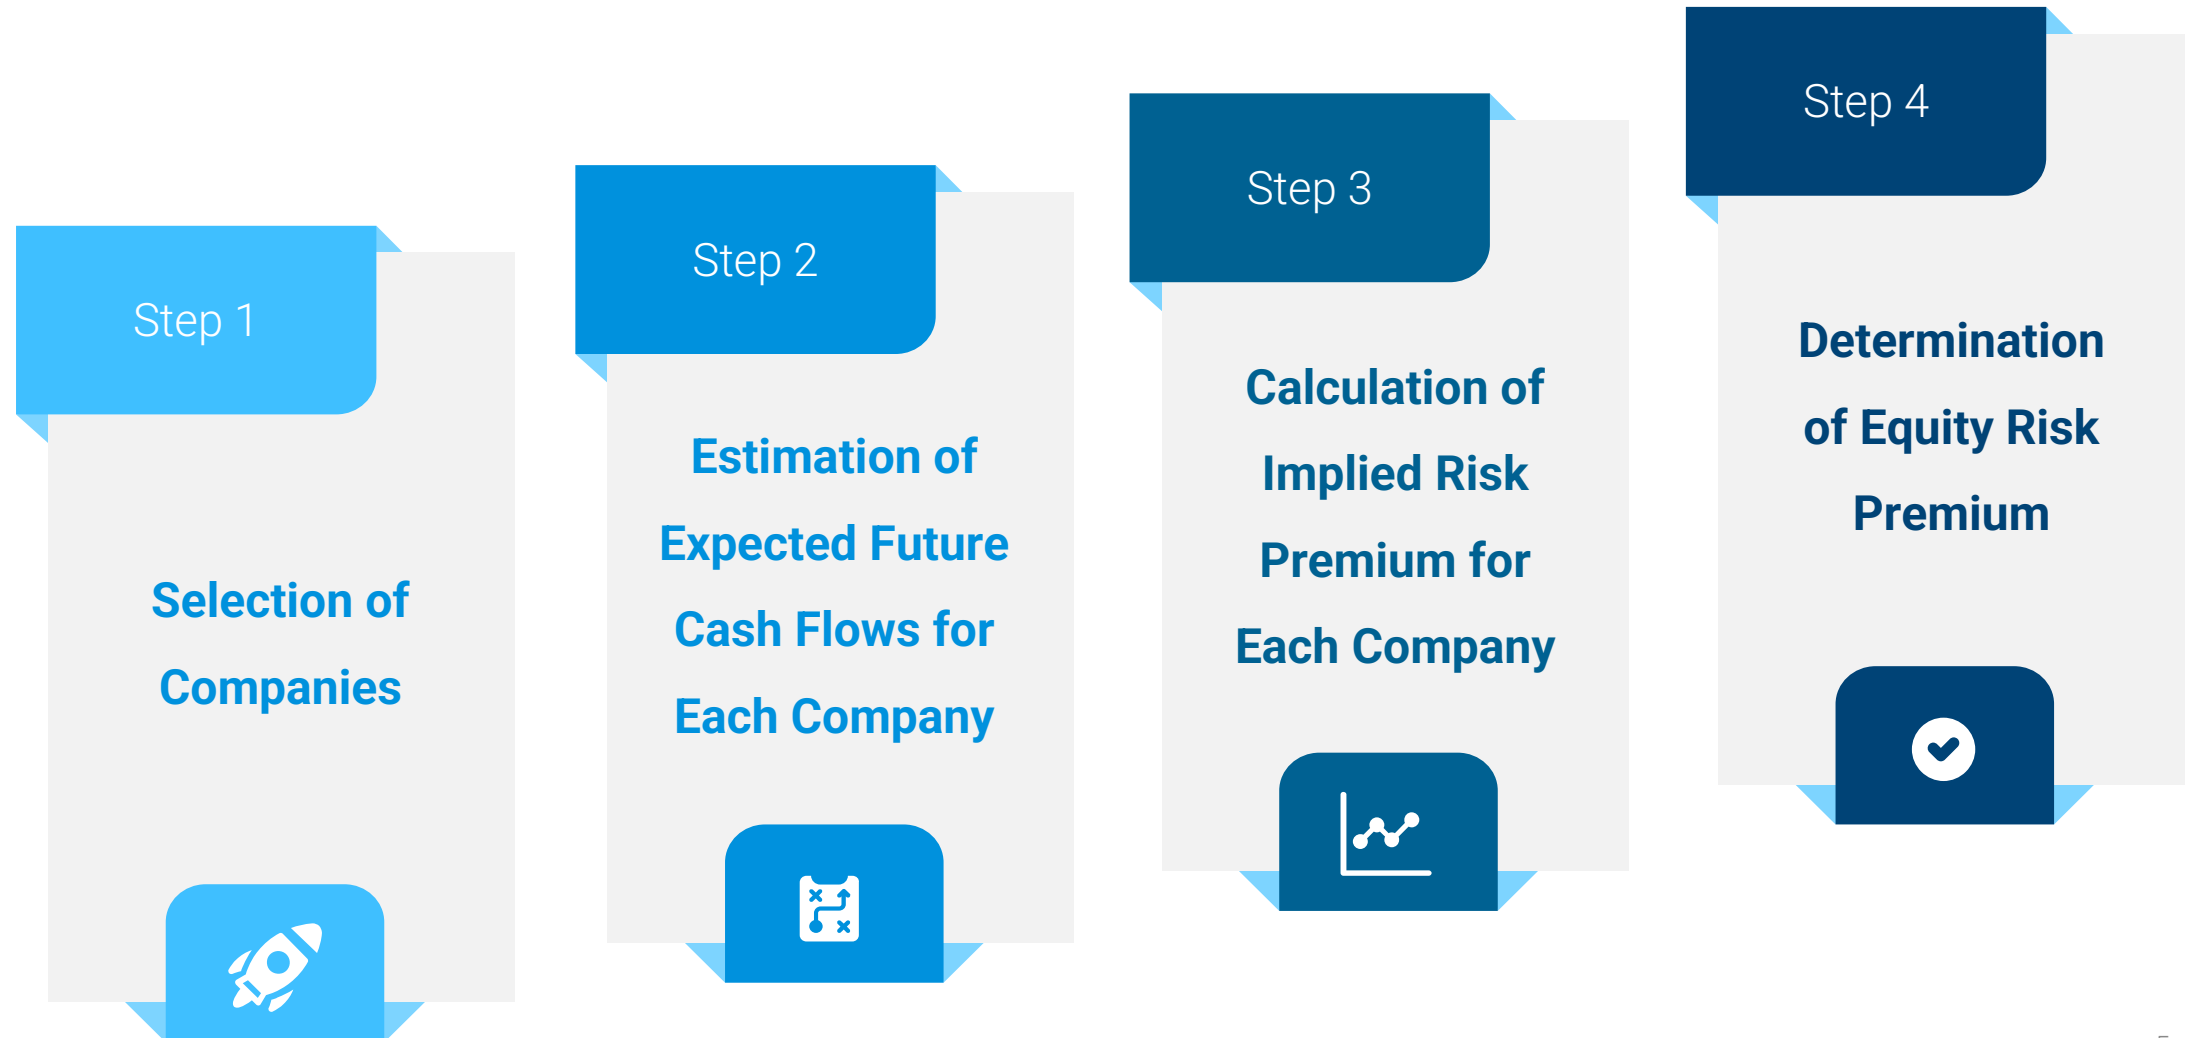 Step 1
Selection of
Companies
Step 2
Estimation of
Expected Future
Cash Flows for
Each Company
Step 3
Calculation of
Implied Risk
Premium for
Each Company
Step 4
Determination
of Equity Risk
Premium